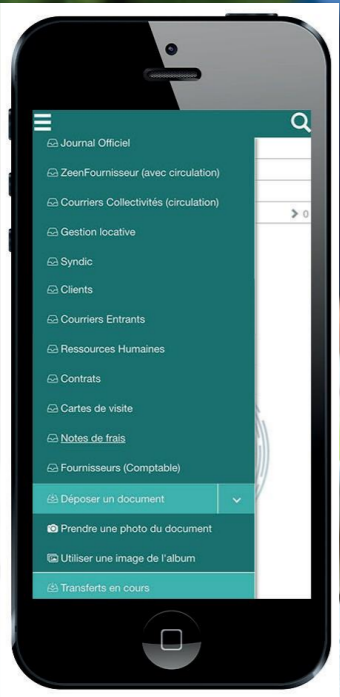 Journal Officiel
ZeenFournisseur (avec circulation)
Courriers Collectivités (circulation)
0
Gestion locative
Syndic
Clients
Courriers Entrants
Ressources Humaines
Contrats
Cartes de visite
Notes de frais
Fournisseurs (Comptable)
Déposer un document
Prendre une photo du document
Utiliser une image de l'album
Transferts en cours